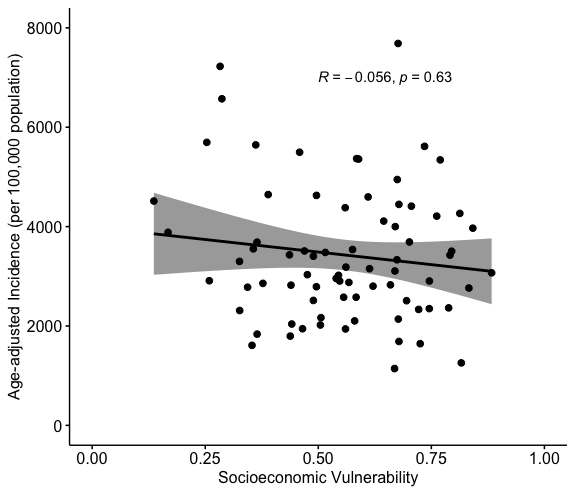 8000
R = −0.056, p = 0.63
6000
4000
2000
0
Age-adjusted Incidence (per 100,000 population)
0.00 0.25 0.50 0.75 1.00
Socioeconomic Vulnerability